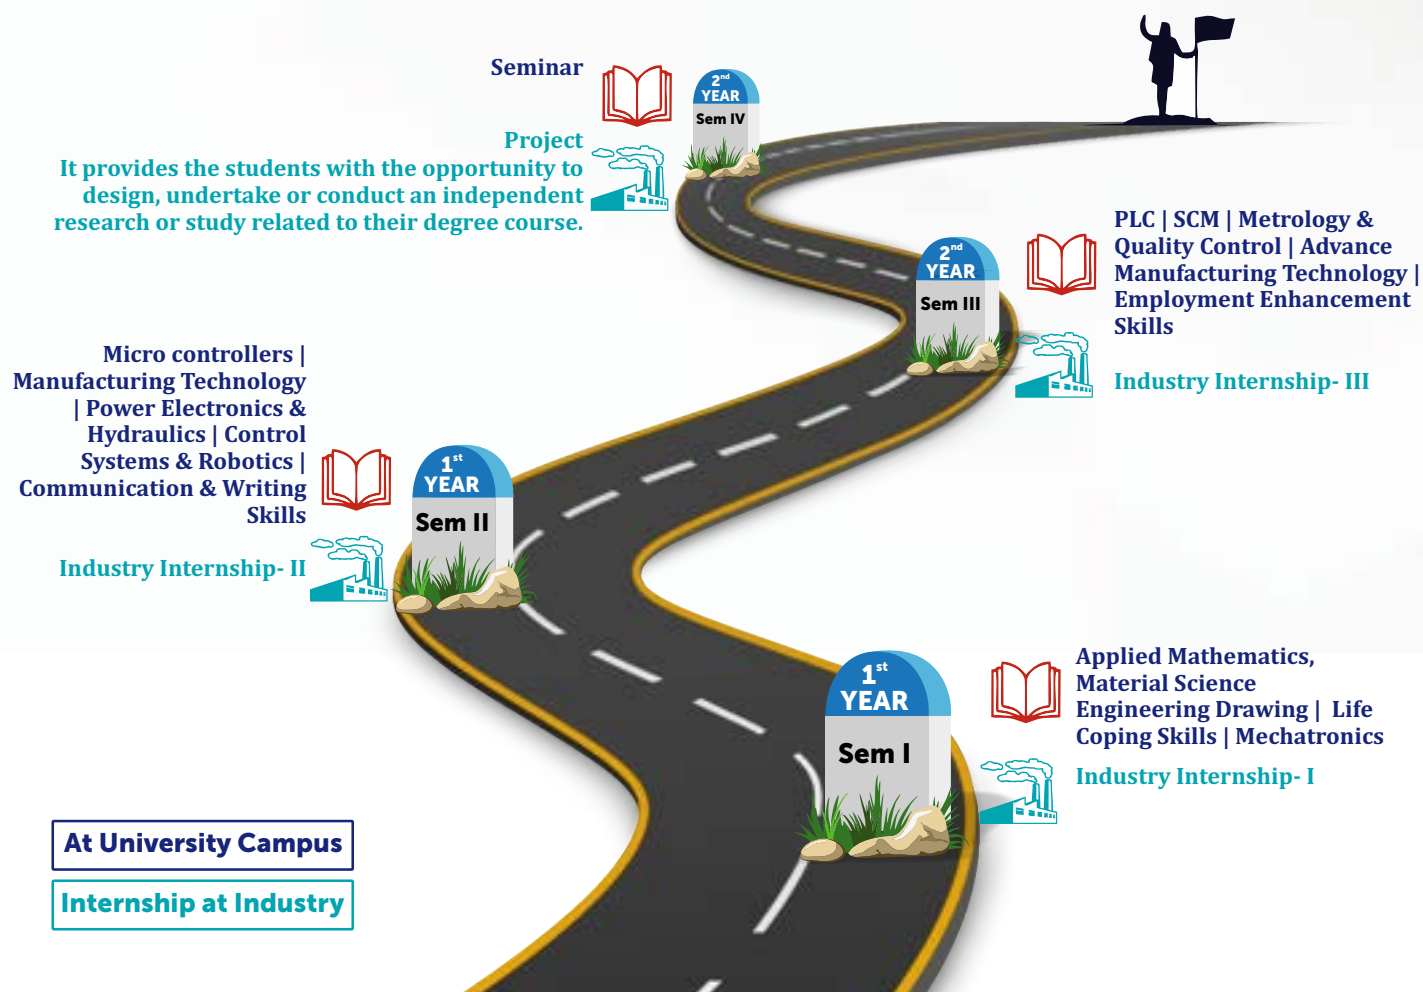 Seminar
2nd
YEAR
Sem IV
Project
It provides the students with the opportunity to
design, undertake or conduct an independent
research or study related to their degree course.
PLC | SCM | Metrology &
Quality Control | Advance
Manufacturing Technology |
Employment Enhancement
Skills
2nd
YEAR
Sem III
Industry Internship- III
Micro controllers |
Manufacturing Technology
| Power Electronics &
Hydraulics | Control
Systems & Robotics |
Communication & Writing
Skills
1st
YEAR
Sem II
Industry Internship- II
1st
YEAR
Sem I
Applied Mathematics,
Material Science
Engineering Drawing | Life
Coping Skills | Mechatronics
Industry Internship- I
At University Campus
Internship at Industry